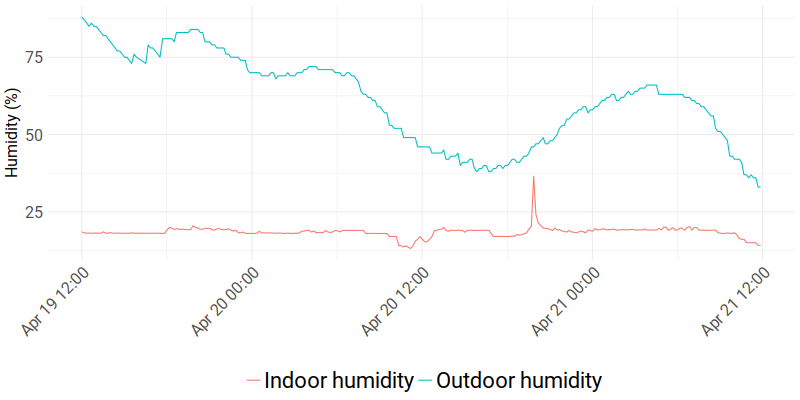 Humidity (%)
75
50
25
Apr 19 12:00
Apr 20 00:00
Apr 20 12:00
Apr 21 00:00
Apr 21 12:00
Indoor humidity
Outdoor humidity